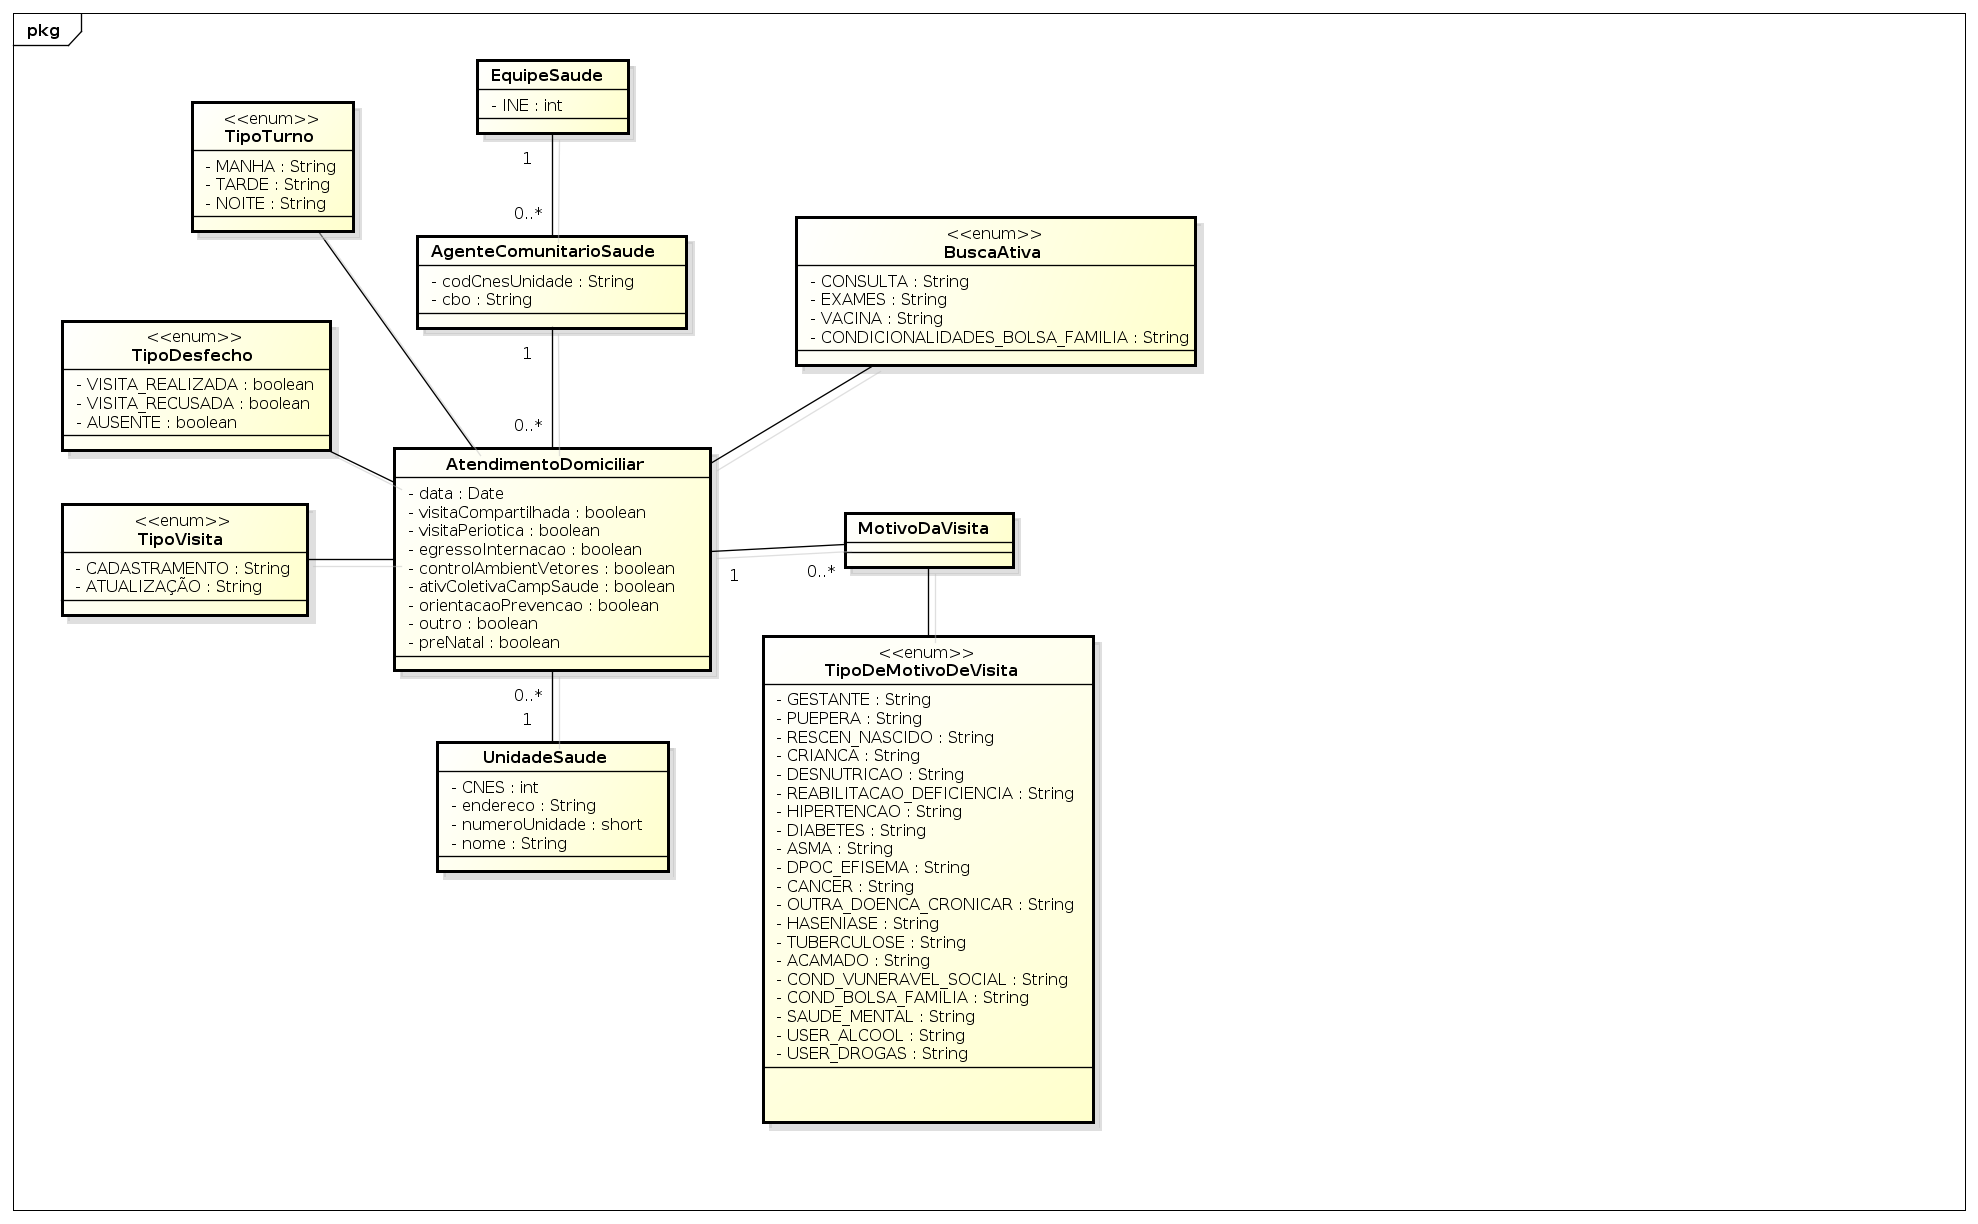 pkg
EquipeSaude
- INE : int
<<enum>>
TipoTurno
- MANHA : String
- TARDE : String
- NOITE : String
1
0..*
AgenteComunitarioSaude
- codCnesUnidade : String
- cbo : String
<<enum>>
BuscaAtiva
- CONSULTA : String
- EXAMES : String
- VACINA : String
- CONDICIONALIDADES_BOLSA_FAMILIA : String
<<enum>>
TipoDesfecho
- VISITA_REALIZADA : boolean
- VISITA_RECUSADA : boolean
- AUSENTE : boolean
1
0..*
AtendimentoDomiciliar
- data : Date
- visitaCompartilhada : boolean
- visitaPeriotica : boolean
- egressoInternacao : boolean
- controlAmbientVetores : boolean
- ativColetivaCampSaude : boolean
- orientacaoPrevencao : boolean
- outro : boolean
- preNatal : boolean
<<enum>>
TipoVisita
- CADASTRAMENTO : String
- ATUALIZAÇÃO : String
MotivoDaVisita
1
0..*
<<enum>>
TipoDeMotivoDeVisita
- GESTANTE : String
- PUEPERA : String
- RESCEN_NASCIDO : String
- CRIANCA : String
- DESNUTRICAO : String
- REABILITACAO_DEFICIENCIA : String
- HIPERTENCAO : String
- DIABETES : String
- ASMA : String
- DPOC_EFISEMA : String
- CANCER : String
- OUTRA_DOENCA_CRONICAR : String
- HASENIASE : String
- TUBERCULOSE : String
- ACAMADO : String
- COND_VUNERAVEL_SOCIAL : String
- COND_BOLSA_FAMILIA : String
- SAUDE_MENTAL : String
- USER_ALCOOL : String
- USER_DROGAS : String
0..*
1
UnidadeSaude
- CNES : int
- endereco : String
- numeroUnidade : short
- nome : String